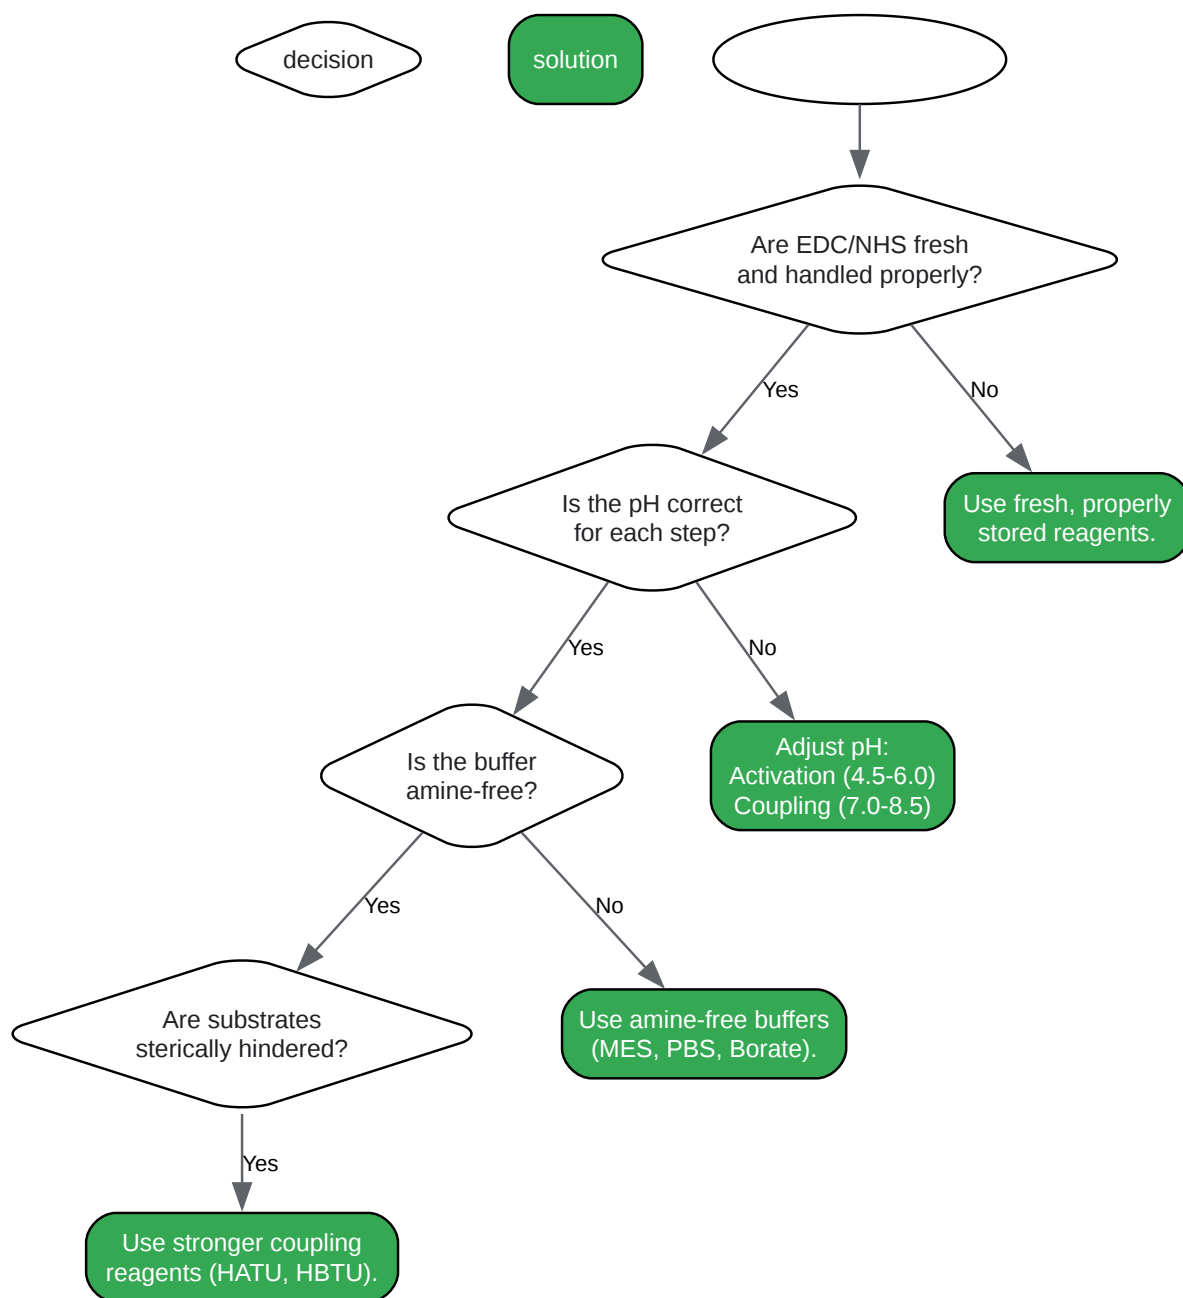 decision
solution
Are EDC/NHS fresh
and handled properly?
Yes
No
Is the pH correct
for each step?
Use fresh, properly
stored reagents.
Yes
No
Is the buffer
amine-free?
Adjust pH:
Activation (4.5-6.0)
Coupling (7.0-8.5)
Yes
No
Are substrates
sterically hindered?
Use amine-free buffers
(MES, PBS, Borate).
Yes
Use stronger coupling
reagents (HATU, HBTU).